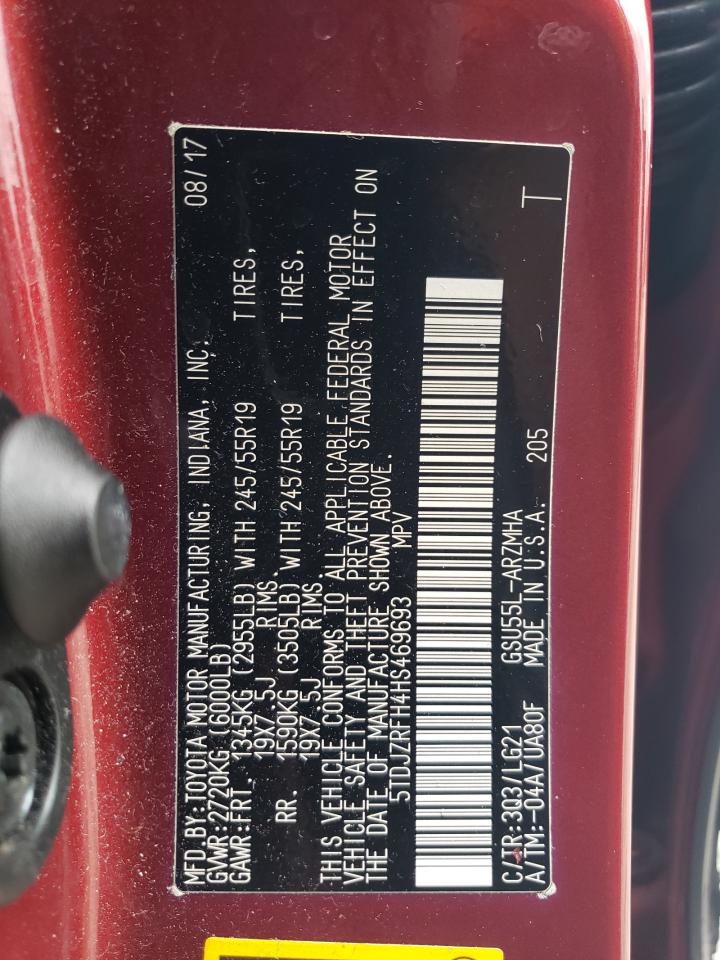 MFD.BY:TOYOTA MOTOR MANUFACTURING, INDIANA, INC. 08/17
GVWR:2720KG (6000LB)
GAWR:FRT. 1345KG (2955LB) WITH 245/55R19 TIRES,
19X7.5J RIMS.
RR. 1590KG (3505LB) WITH 245/55R19 TIRES,
19X7.5J RIMS.
THIS VEHICLE CONFORMS TO ALL APPLICABLE FEDERAL MOTOR
VEHICLE SAFETY AND THEFT PREVENTION STANDARDS IN EFFECT ON
THE DATE OF MANUFACTURE SHOWN ABOVE.
5TDJZRFH4HS469693 MPV
C/TR:3Q3/LG21 GSU55L-ARZMHA
A/TM:-04A/UA80F MADE IN U.S.A. 205 T